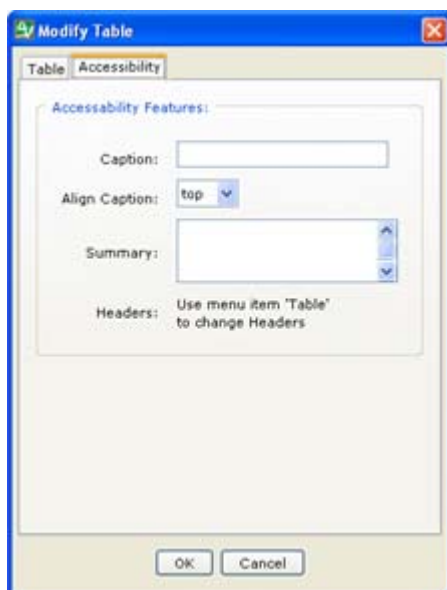 Modify Table
Table Accessibility
Accessability Features:
Caption:
Align Caption: top
Summary:
Headers: Use menu item 'Table'
to change Headers
OK Cancel